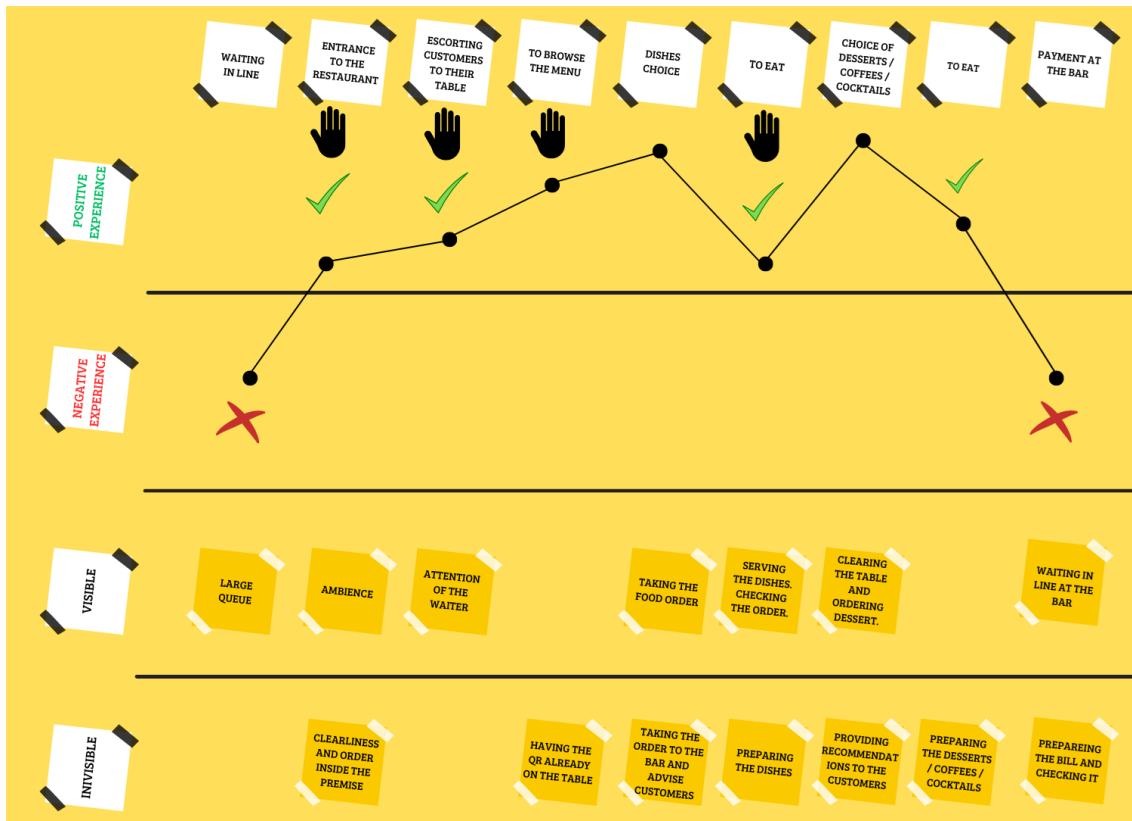 WAITING
IN LINE
ENTRANCE
TO THE
RESTAURANT
ESCORTING
CUSTOMERS
TO THEIR
TABLE
TO BROWSE
THE MENU
DISHES
CHOICE
TO EAT
CHOICE OF
DESSERTS /
COFFEES /
COCKTAILS
TO EAT
PAYMENT AT
THE BAR
POSITIVE
EXPERIENCE
NEGATIVE
EXPERIENCE
VISIBLE
LARGE
QUEUE
AMBIENCE
ATTENTION
OF THE
WAITER
TAKING THE
FOOD ORDER
SERVING
THE DISHES.
CHECKING
THE ORDER.
CLEARING
THE TABLE
AND
ORDERING
DESSERT.
WAITING IN
LINE AT THE
BAR
INIVISIBLE
CLEARLINESS
AND ORDER
INSIDE THE
PREMISE
HAVING THE
QR ALREADY
ON THE TABLE
TAKING THE
ORDER TO THE
BAR AND
ADVISE
CUSTOMERS
PREPARING
THE DISHES
PROVIDING
RECOMMENDAT
IONS TO THE
CUSTOMERS
PREPARING
THE DESSERTS
/ COFFEES /
COCKTAILS
PREPAREING
THE BILL AND
CHECKING IT